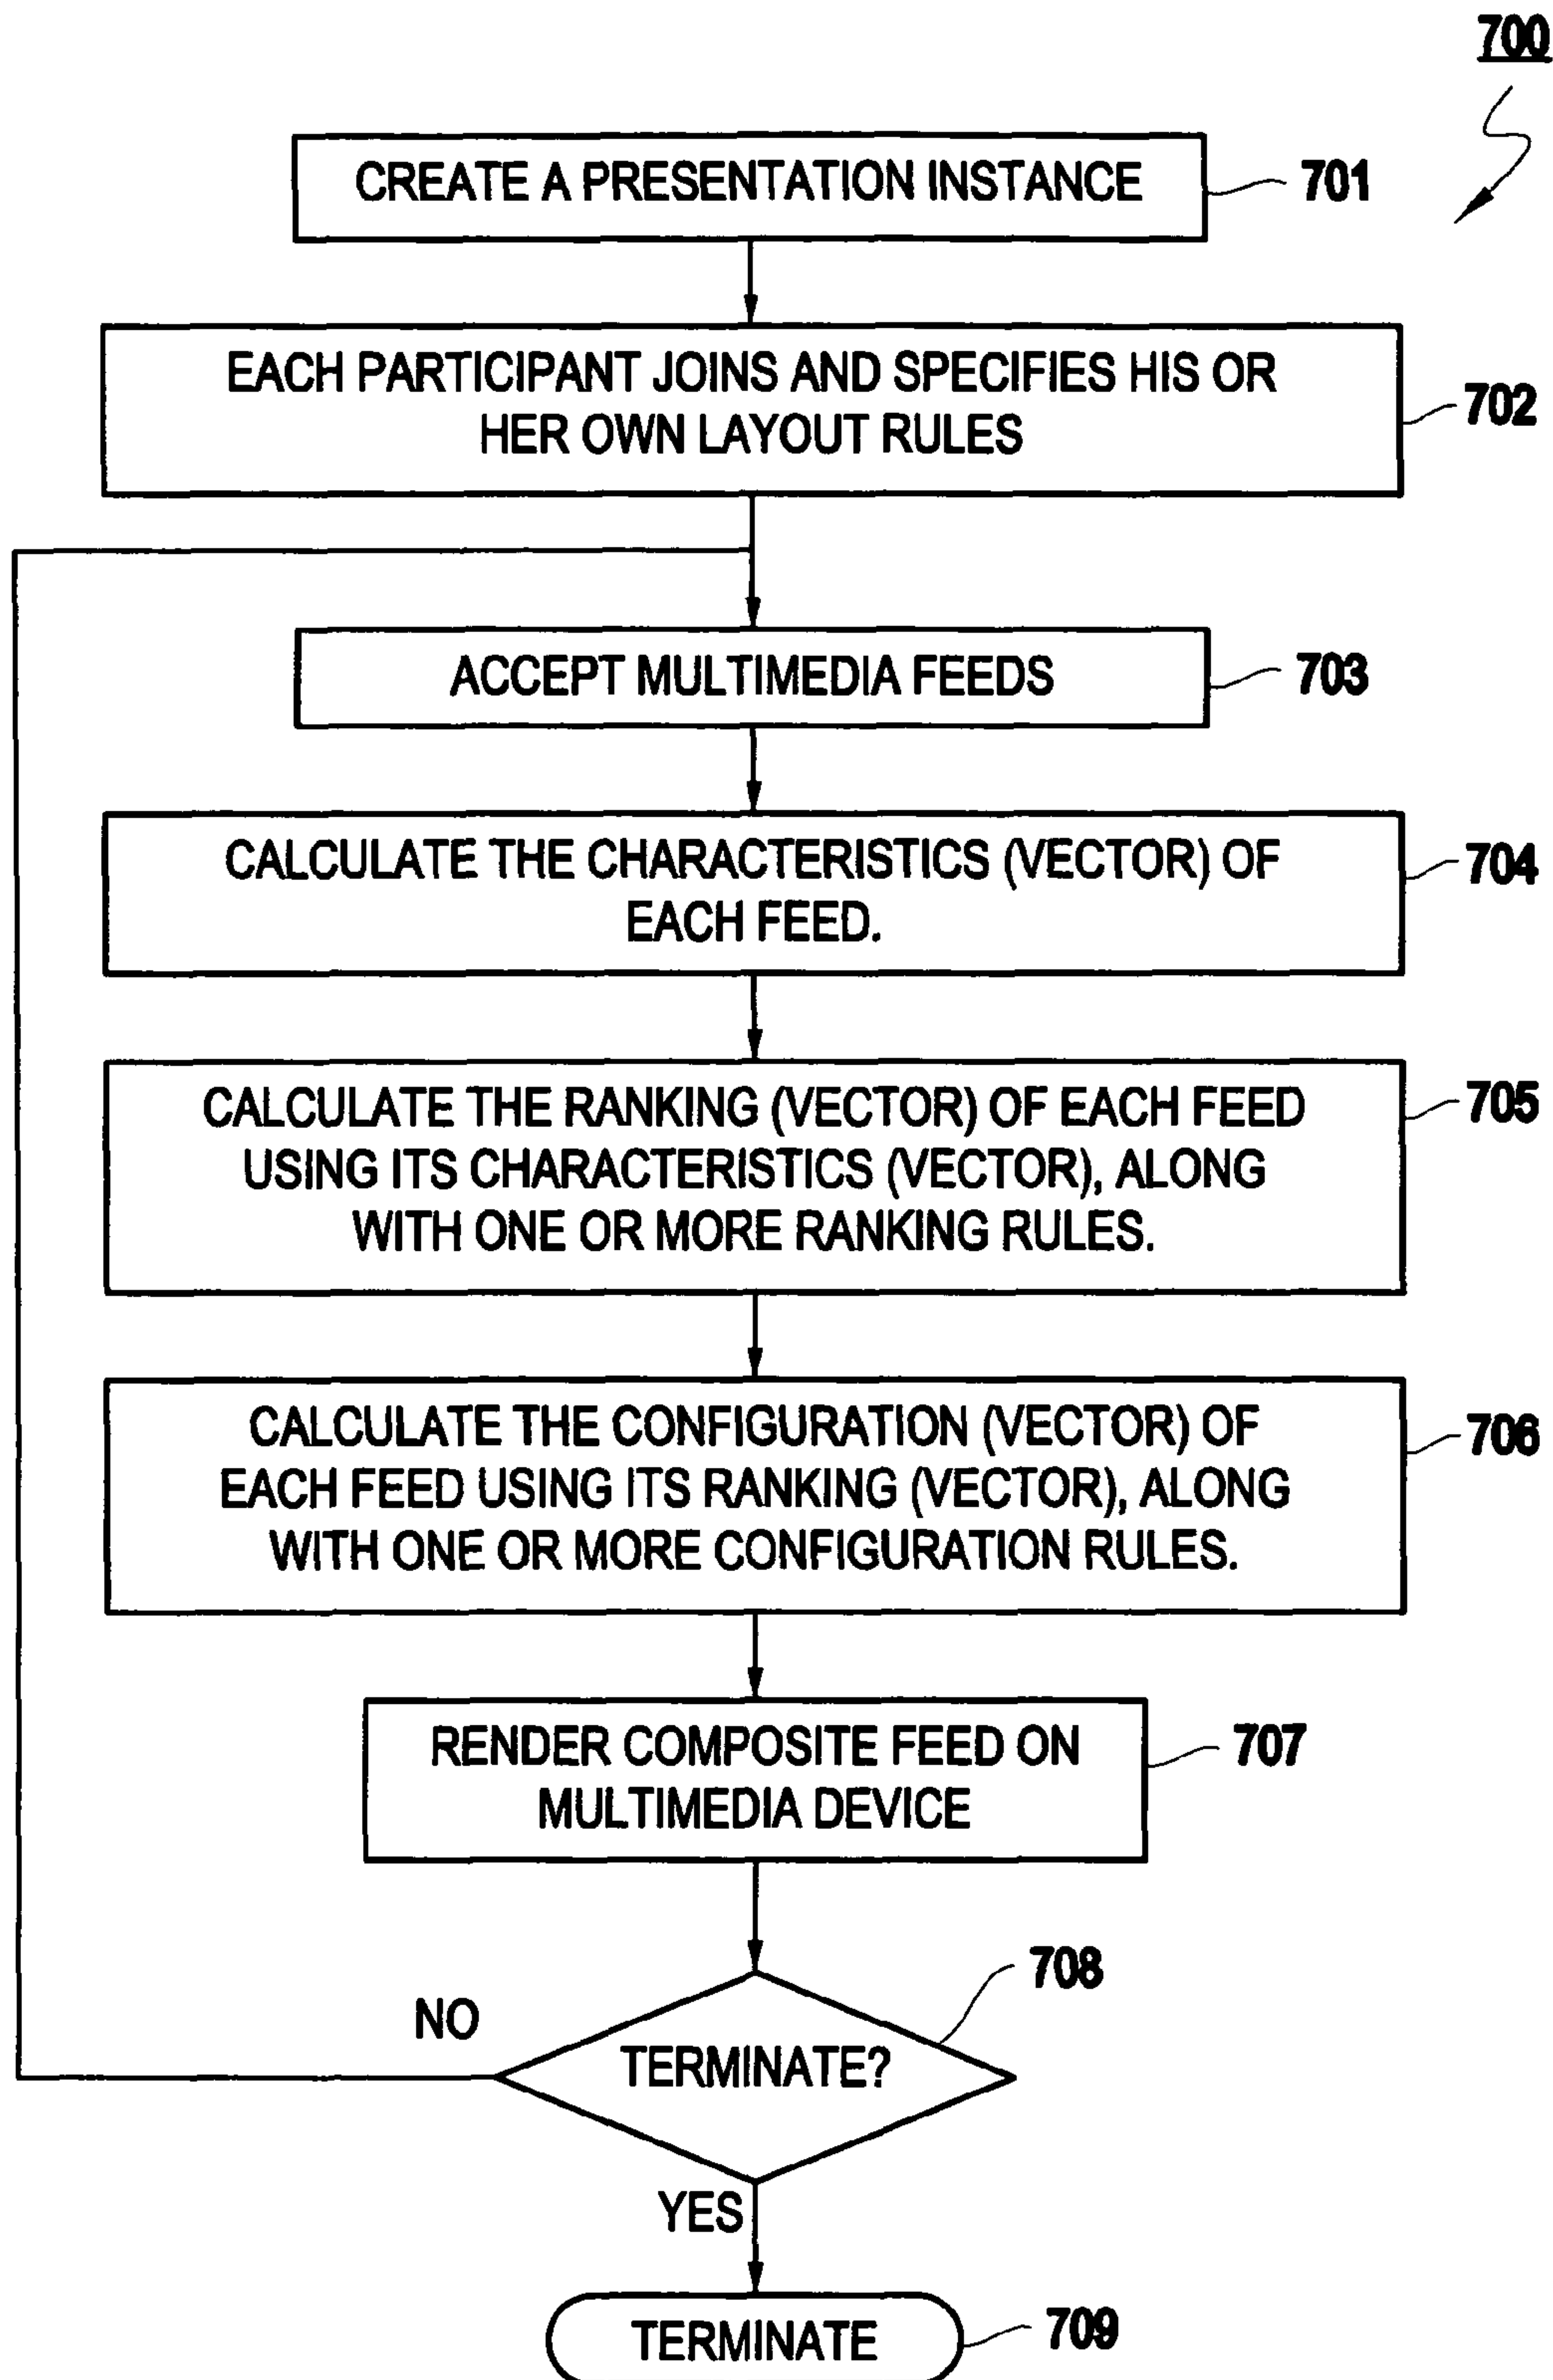 700
CREATE A PRESENTATION INSTANCE
701
EACH PARTICIPANT JOINS AND SPECIFIES HIS OR
HER OWN LAYOUT RULES
702
ACCEPT MULTIMEDIA FEEDS
703
CALCULATE THE CHARACTERISTICS (VECTOR) OF
EACH FEED.
704
CALCULATE THE RANKING (VECTOR) OF EACH FEED
USING ITS CHARACTERISTICS (VECTOR), ALONG
WITH ONE OR MORE RANKING RULES.
705
CALCULATE THE CONFIGURATION (VECTOR) OF
EACH FEED USING ITS RANKING (VECTOR), ALONG
WITH ONE OR MORE CONFIGURATION RULES.
706
RENDER COMPOSITE FEED ON
MULTIMEDIA DEVICE
707
708
NO
TERMINATE?
YES
TERMINATE
709